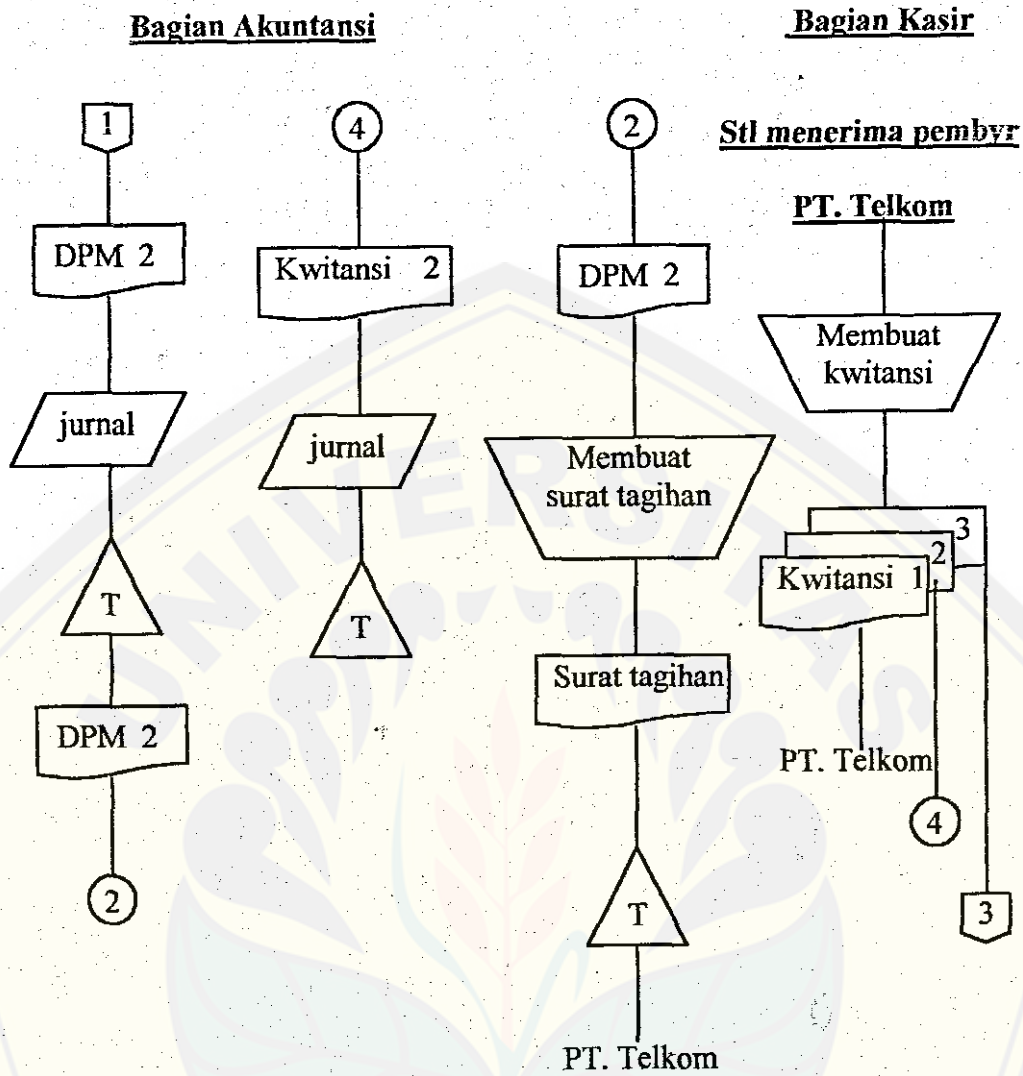 Bagian Akuntansi
Bagian Kasir
1
DPM 2
jurnal
T
DPM 2
2
4
Kwitansi 2
jurnal
T
2
DPM 2
Membuat
surat tagihan
Surat tagihan
T
PT. Telkom
Stl menerima pembyr
PT. Telkom
Membuat
kwitansi
3
2
Kwitansi 1
PT. Telkom
4
3
UNIVERSITAS